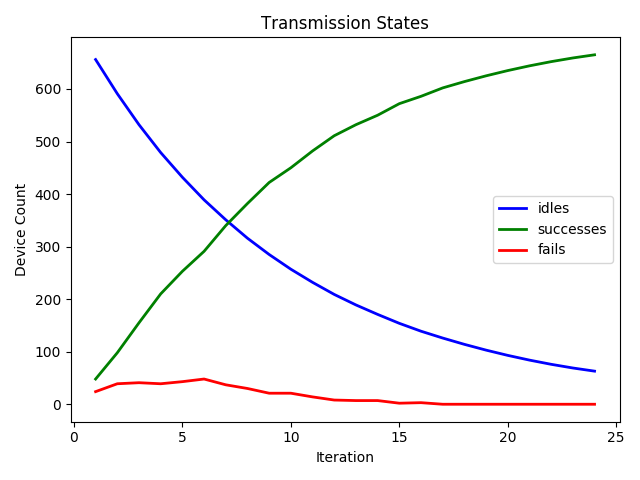 Transmission States
Device Count
600
500
400
300
200
100
0
idles
successes
fails
0 5 10 15 20 25
Iteration